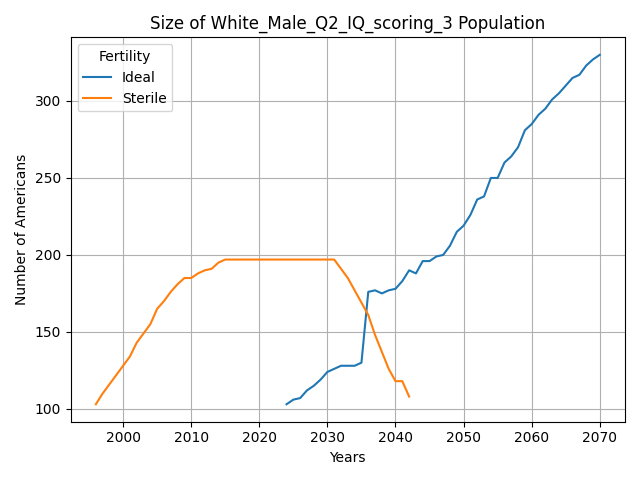 Size of White_Male_Q2_IQ_scoring_3 Population
Fertility
Ideal
Sterile
Number of Americans
300
250
200
150
100
2000 2010 2020 2030 2040 2050 2060 2070
Years